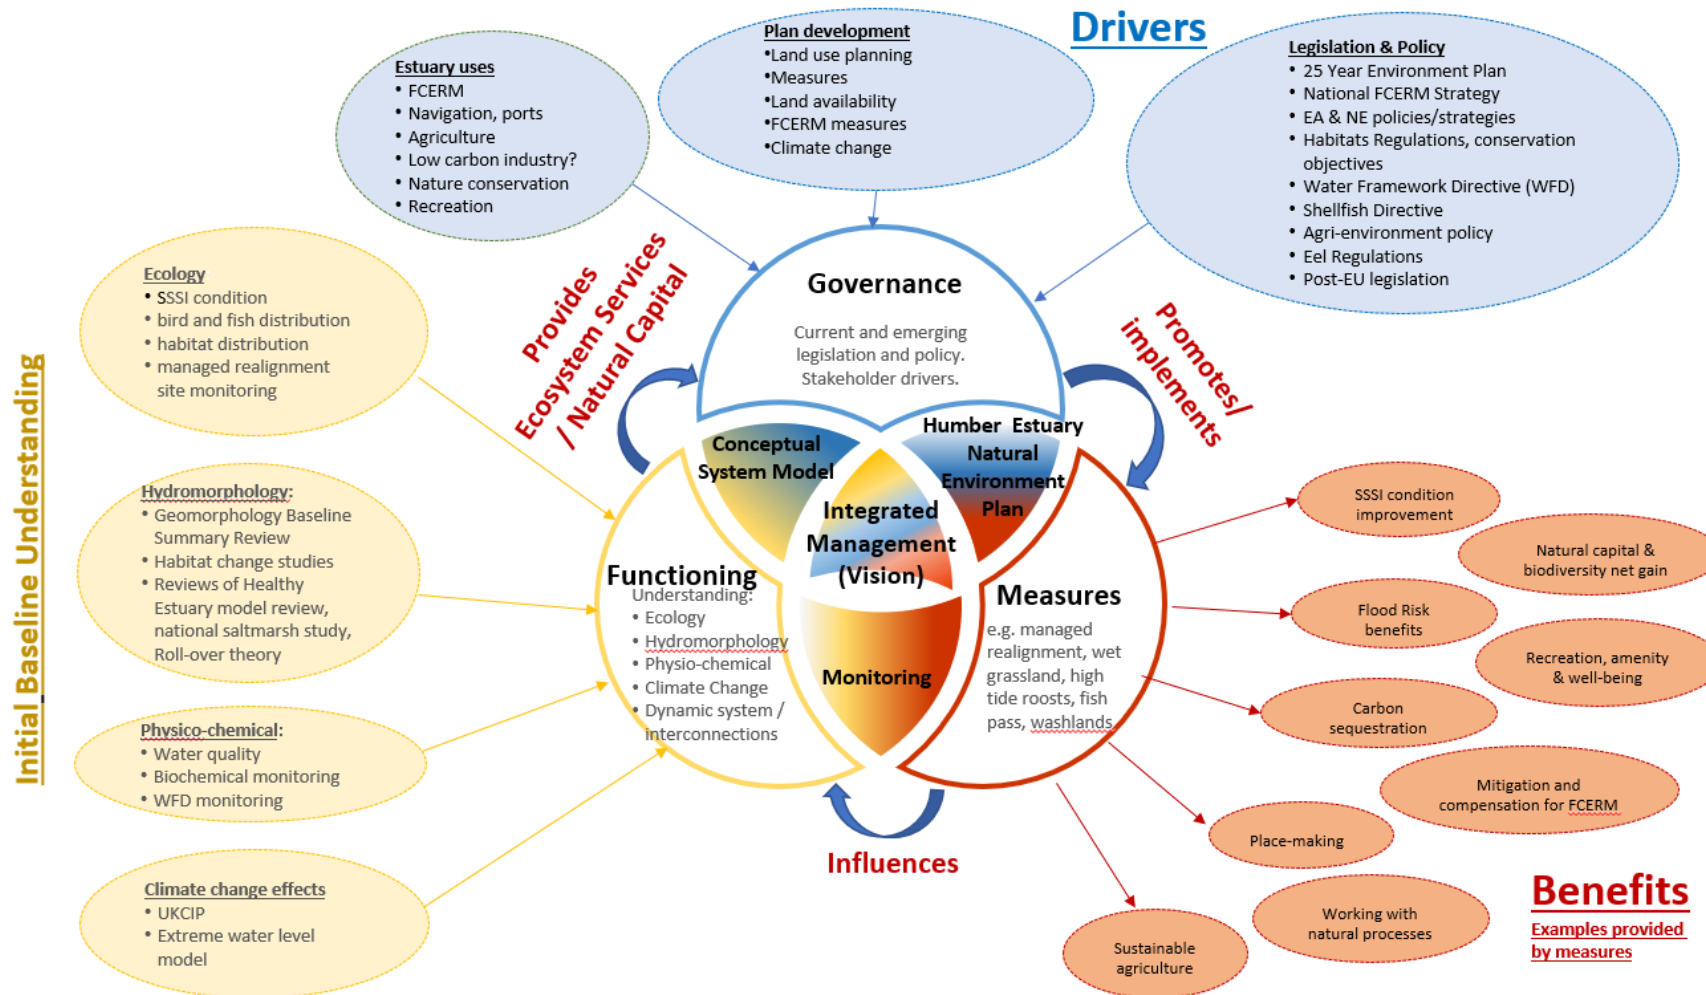 Drivers
Estuary uses
• FCERM
• Navigation, ports
• Agriculture
• Low carbon industry?
• Nature conservation
• Recreation
Plan development
•Land use planning
•Measures
•Land availability
•FCERM measures
•Climate change
Legislation & Policy
• 25 Year Environment Plan
• National FCERM Strategy
• EA & NE policies/strategies
• Habitats Regulations, conservation
objectives
• Water Framework Directive (WFD)
• Shellfish Directive
• Agri-environment policy
• Eel Regulations
• Post-EU legislation
Initial Baseline Understanding
Ecology
• SSSI condition
• bird and fish distribution
• habitat distribution
• managed realignment
site monitoring
Hydromorphology:
• Geomorphology Baseline
Summary Review
• Habitat change studies
• Reviews of Healthy
Estuary model review,
national saltmarsh study,
Roll-over theory
Physico-chemical:
• Water quality
• Biochemical monitoring
• WFD monitoring
Climate change effects
• UKCIP
• Extreme water level
model
Provides
Ecosystem Services
/ Natural Capital
Promotes/
implements
Influences
Governance
Current and emerging
legislation and policy.
Stakeholder drivers.
Conceptual
System Model
Humber Estuary
Natural
Environment
Plan
Integrated
Management
(Vision)
Monitoring
Functioning
Understanding:
• Ecology
• Hydromorphology
• Physio-chemical
• Climate Change
• Dynamic system /
interconnections
Measures
e.g. managed
realignment, wet
grassland, high
tide roosts, fish
pass, washlands
SSSI condition
improvement
Natural capital &
biodiversity net gain
Flood Risk
benefits
Recreation, amenity
& well-being
Carbon
sequestration
Mitigation and
compensation for FCERM
Place-making
Working with
natural processes
Sustainable
agriculture
Benefits
Examples provided
by measures